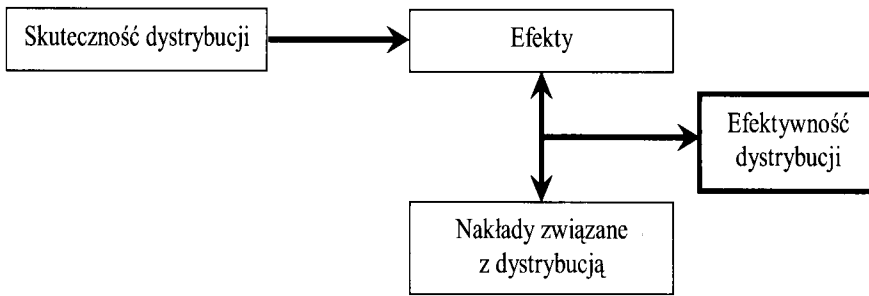 Skuteczność dystrybucji
Efekty
Efektywność
dystrybucji
Nakłady związane
z dystrybucją